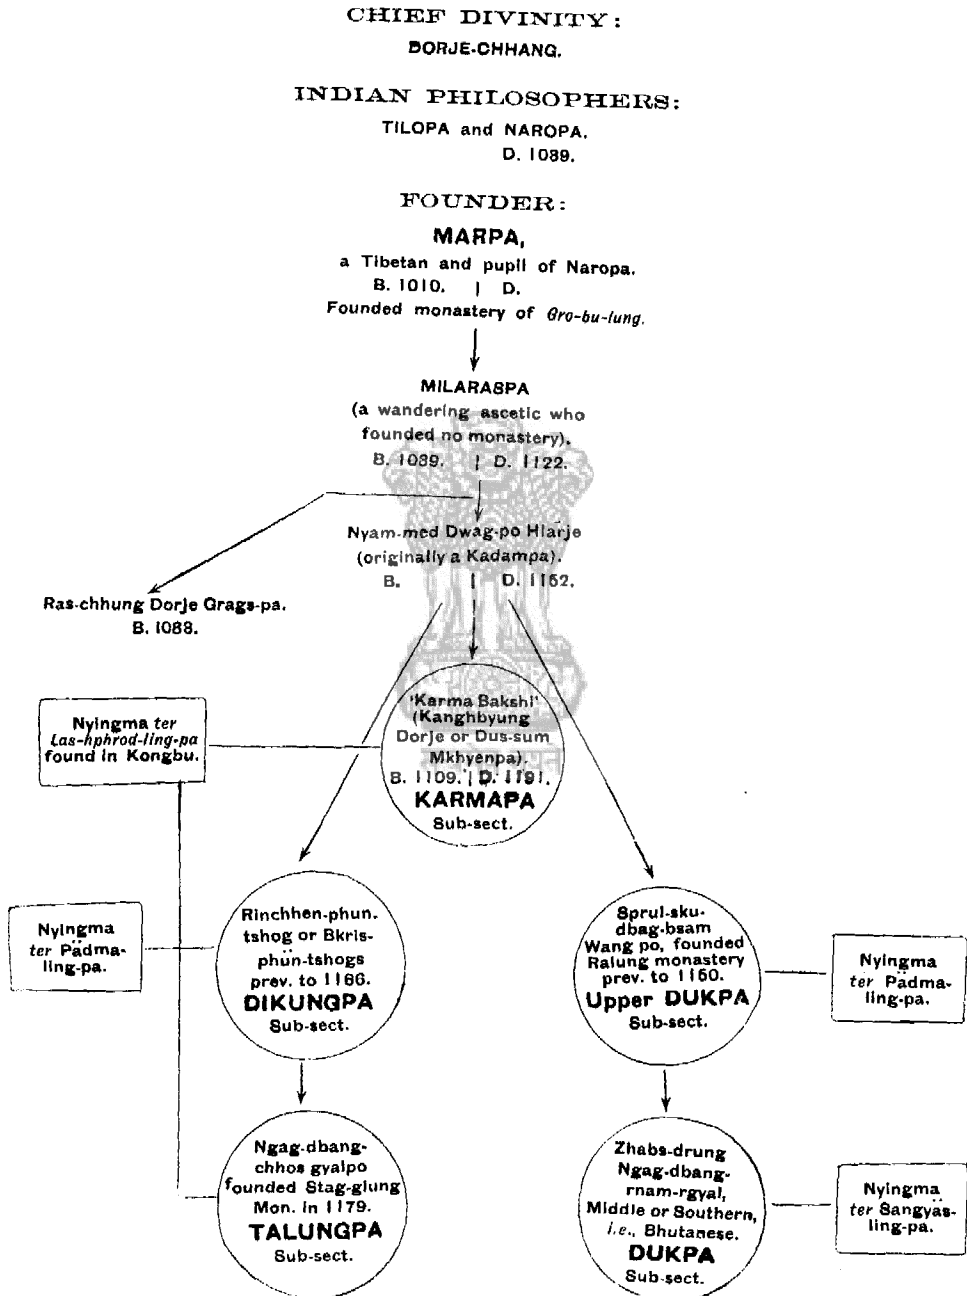 CHIEF DIVINITY:
DORJE-CHHANG.
INDIAN PHILOSOPHERS:
TILOPA and NAROPA.
D. 1089.
FOUNDER:
MARPA,
a Tibetan and pupil of Naropa.
B. 1010. | D.
Founded monastery of Gro-bu-lung.
MILARASPA
(a wandering ascetic who
founded no monastery).
B. 1089. | D. 1122.
Nyam-med Dwag-po Hlarje
(originally a Kadampa).
B. | D. 1152.
Ras-chhung Dorje Grags-pa.
B. 1088.
'Karma Bakshi'
(Kanghbyung
Dorje or Dus-sum
Mkhyenpa).
B. 1109. | D. 1191.
KARMAPA
Sub-sect.
Nyingma ter
Las-hphrod-ling-pa
found in Kongbu.
Rinchhen-phun.
tshog or Bkris-
phün-tshogs
prev. to 1166.
DIKUNGPA
Sub-sect.
Nyingma
ter Pädma-
ling-pa.
Sprul-sku-
dbag-bsam
Wang po, founded
Ralung monastery
prev. to 1160.
Upper DUKPA
Sub-sect.
Nyingma
ter Pädma-
ling-pa.
Ngag-dbang-
chhos gyalpo
founded Stag-glung
Mon. in 1179.
TALUNGPA
Sub-sect.
Zhabs-drung
Ngag-dbang-
rnam-rgyal,
Middle or Southern,
i.e., Bhutanese.
DUKPA
Sub-sect.
Nyingma
ter Sangyäs-
ling-pa.